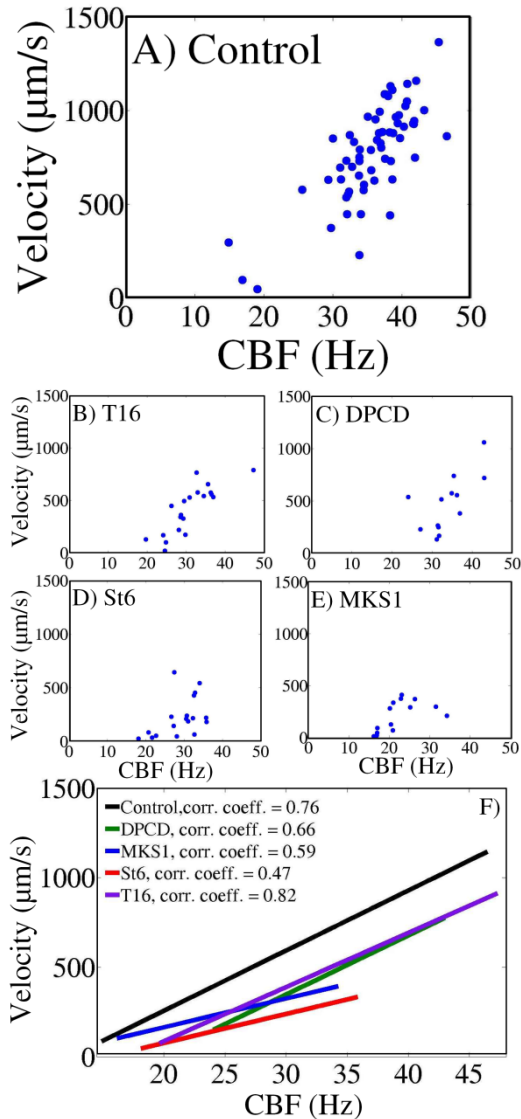 A) Control
Velocity (μm/s)
1500
1000
500
0
0 10 20 30 40 50
CBF (Hz)
B) T16
Velocity (μm/s)
1500
1000
500
0
0 10 20 30 40 50
C) DPCD
1500
1000
500
0
0 10 20 30 40 50
D) St6
Velocity (μm/s)
1500
1000
500
0
0 10 20 30 40 50
CBF (Hz)
E) MKS1
1500
1000
500
0
0 10 20 30 40 50
CBF (Hz)
F)
Control,corr. coeff. = 0.76
DPCD, corr. coeff. = 0.66
MKS1, corr. coeff. = 0.59
St6, corr. coeff. = 0.47
T16, corr. coeff. = 0.82
Velocity (μm/s)
1500
1000
500
0
20 25 30 35 40 45
CBF (Hz)